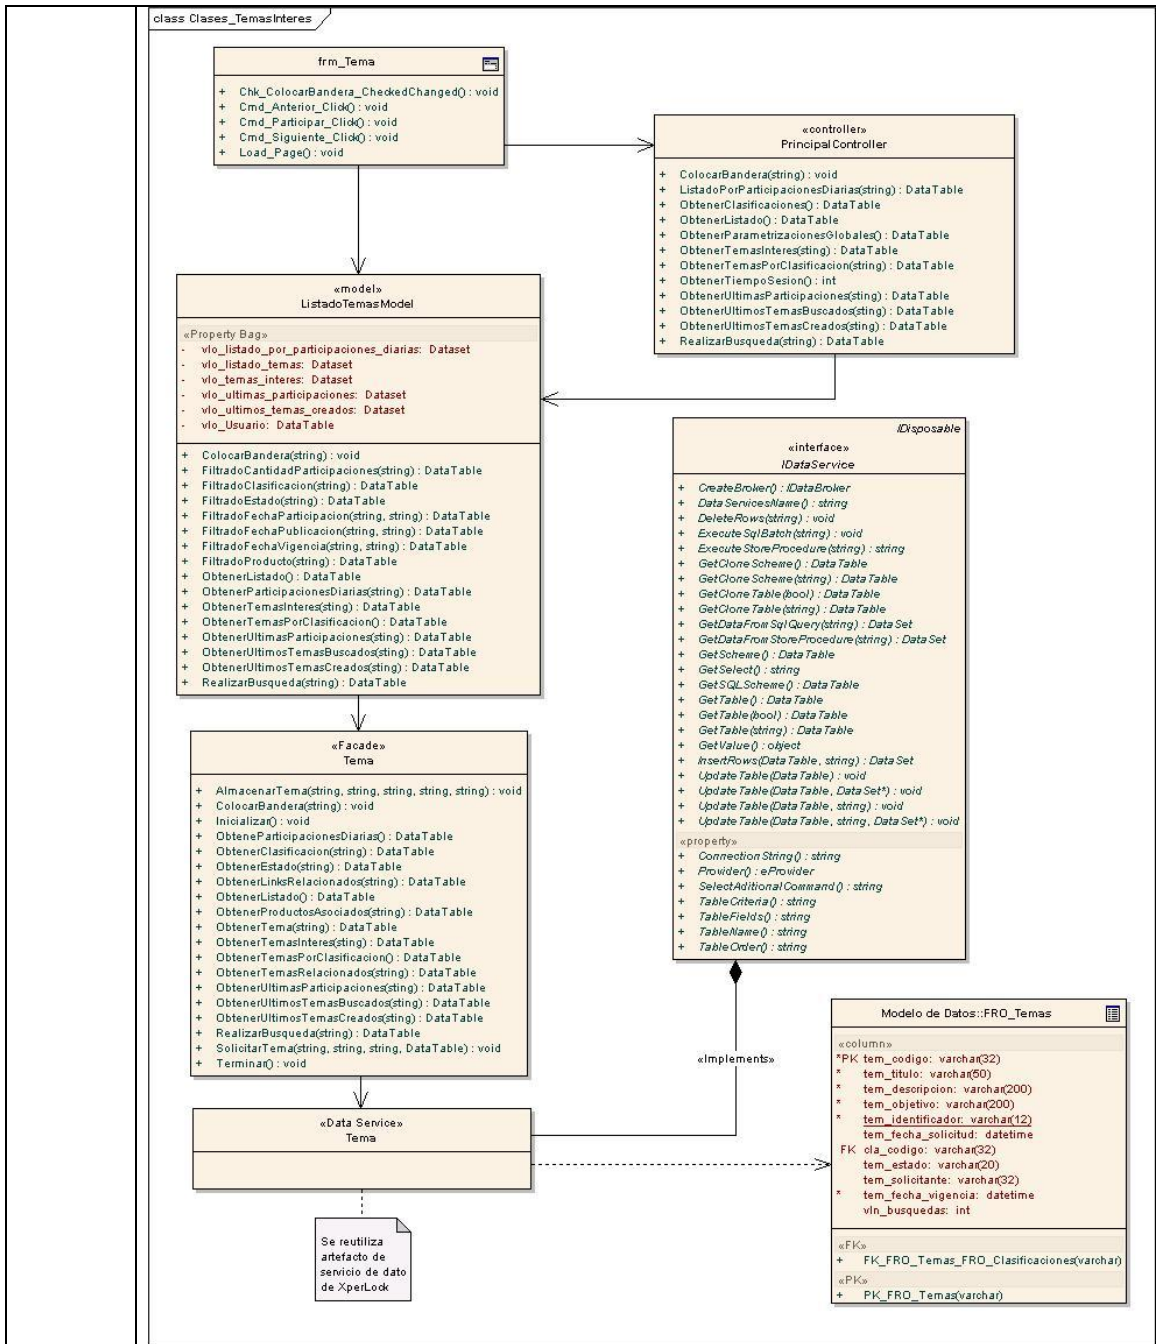 class Clases_TemasInteres
frm_Tema
+ Chk_ColocarBandera_CheckedChanged() : void
+ Cmd_Anterior_Click() : void
+ Cmd_Participar_Click() : void
+ Cmd_Siguiente_Click() : void
+ Load_Page() : void
«controller»
PrincipalController
+ ColocarBandera(string) : void
+ ListadoPorParticipacionesDiarias(string) : DataTable
+ ObtenerClasificaciones() : DataTable
+ ObtenerListado() : DataTable
+ ObtenerParametrizacionesGlobales() : DataTable
+ ObtenerTemasInteres(sting) : DataTable
+ ObtenerTemasPorClasificacion(string) : DataTable
+ ObtenerTiempoSesion() : int
+ ObtenerUltimasParticipaciones(sting) : DataTable
+ ObtenerUltimosTemasBuscados(string) : DataTable
+ ObtenerUltimosTemasCreados(string) : DataTable
+ RealizarBusqueda(string) : DataTable
«model»
ListadoTemasModel
«Property Bag»
- vlo_listado_por_participaciones_diarias: Dataset
- vlo_listado_temas: Dataset
- vlo_temas_interes: Dataset
- vlo_ultimas_participaciones: Dataset
- vlo_ultimos_temas_creados: Dataset
- vlo_Usuario: DataTable
+ ColocarBandera(string) : void
+ FiltradoCantidadParticipaciones(string) : DataTable
+ FiltradoClasificacion(string) : DataTable
+ FiltradoEstado(string) : DataTable
+ FiltradoFechaParticipacion(string, string) : DataTable
+ FiltradoFechaPublicacion(string, string) : DataTable
+ FiltradoFechaVigencia(string, string) : DataTable
+ FiltradoProducto(string) : DataTable
+ ObtenerListado() : DataTable
+ ObtenerParticipacionesDiarias(string) : DataTable
+ ObtenerTemasInteres(sting) : DataTable
+ ObtenerTemasPorClasificacion() : DataTable
+ ObtenerUltimasParticipaciones(sting) : DataTable
+ ObtenerUltimosTemasBuscados(sting) : DataTable
+ ObtenerUltimosTemasCreados(sting) : DataTable
+ RealizarBusqueda(string) : DataTable
IDisposable
«interface»
IDataService
+ CreateBroker() : IDataBroker
+ DataServicesName() : string
+ DeleteRows(string) : void
+ ExecuteSqlBatch(string) : void
+ ExecuteStoreProcedure(string) : string
+ GetCloneScheme() : DataTable
+ GetCloneScheme(string) : DataTable
+ GetCloneTable(bool) : DataTable
+ GetCloneTable(string) : DataTable
+ GetDataFromSqlQuery(string) : DataSet
+ GetDataFromStoreProcedure(string) : DataSet
+ GetScheme() : DataTable
+ GetSelect() : string
+ GetSQLScheme() : DataTable
+ GetTable() : DataTable
+ GetTable(bool) : DataTable
+ GetTable(string) : DataTable
+ GetValue() : object
+ InsertRows(DataTable, string) : DataSet
+ UpdateTable(DataTable) : void
+ UpdateTable(DataTable, DataSet*) : void
+ UpdateTable(DataTable, string) : void
+ UpdateTable(DataTable, string, DataSet*) : void
«property»
+ ConnectionString() : string
+ Provider() : eProvider
+ SelectAditionalCommand() : string
+ TableCriteria() : string
+ TableFields() : string
+ TableName() : string
+ TableOrder() : string
«Facade»
Tema
+ AlmacenarTema(string, string, string, string, string) : void
+ ColocarBandera(string) : void
+ Inicializar() : void
+ ObteneParticipacionesDiarias() : DataTable
+ ObtenerClasificacion(string) : DataTable
+ ObtenerEstado(string) : DataTable
+ ObtenerLinksRelacionados(string) : DataTable
+ ObtenerListado() : DataTable
+ ObtenerProductosAsociados(string) : DataTable
+ ObtenerTema(string) : DataTable
+ ObtenerTemasInteres(sting) : DataTable
+ ObtenerTemasPorClasificacion() : DataTable
+ ObtenerTemasRelacionados(string) : DataTable
+ ObtenerUltimasParticipaciones(sting) : DataTable
+ ObtenerUltimosTemasBuscados(sting) : DataTable
+ ObtenerUltimosTemasCreados(sting) : DataTable
+ RealizarBusqueda(string) : DataTable
+ SolicitarTema(string, string, string, DataTable) : void
+ Terminar() : void
«Implements»
«Data Service»
Tema
Se reutiliza
artefacto de
servicio de dato
de XperLock
Modelo de Datos::FRO_Temas
«column»
*PK tem_codigo: varchar(32)
* tem_titulo: varchar(50)
* tem_descripcion: varchar(200)
* tem_objetivo: varchar(200)
* tem_identificador: varchar(12)
tem_fecha_solicitud: datetime
FK cla_codigo: varchar(32)
tem_estado: varchar(20)
tem_solicitante: varchar(32)
* tem_fecha_vigencia: datetime
vln_busquedas: int
«FK»
+ FK_FRO_Temas_FRO_Clasificaciones(varchar)
«PK»
+ PK_FRO_Temas(varchar)